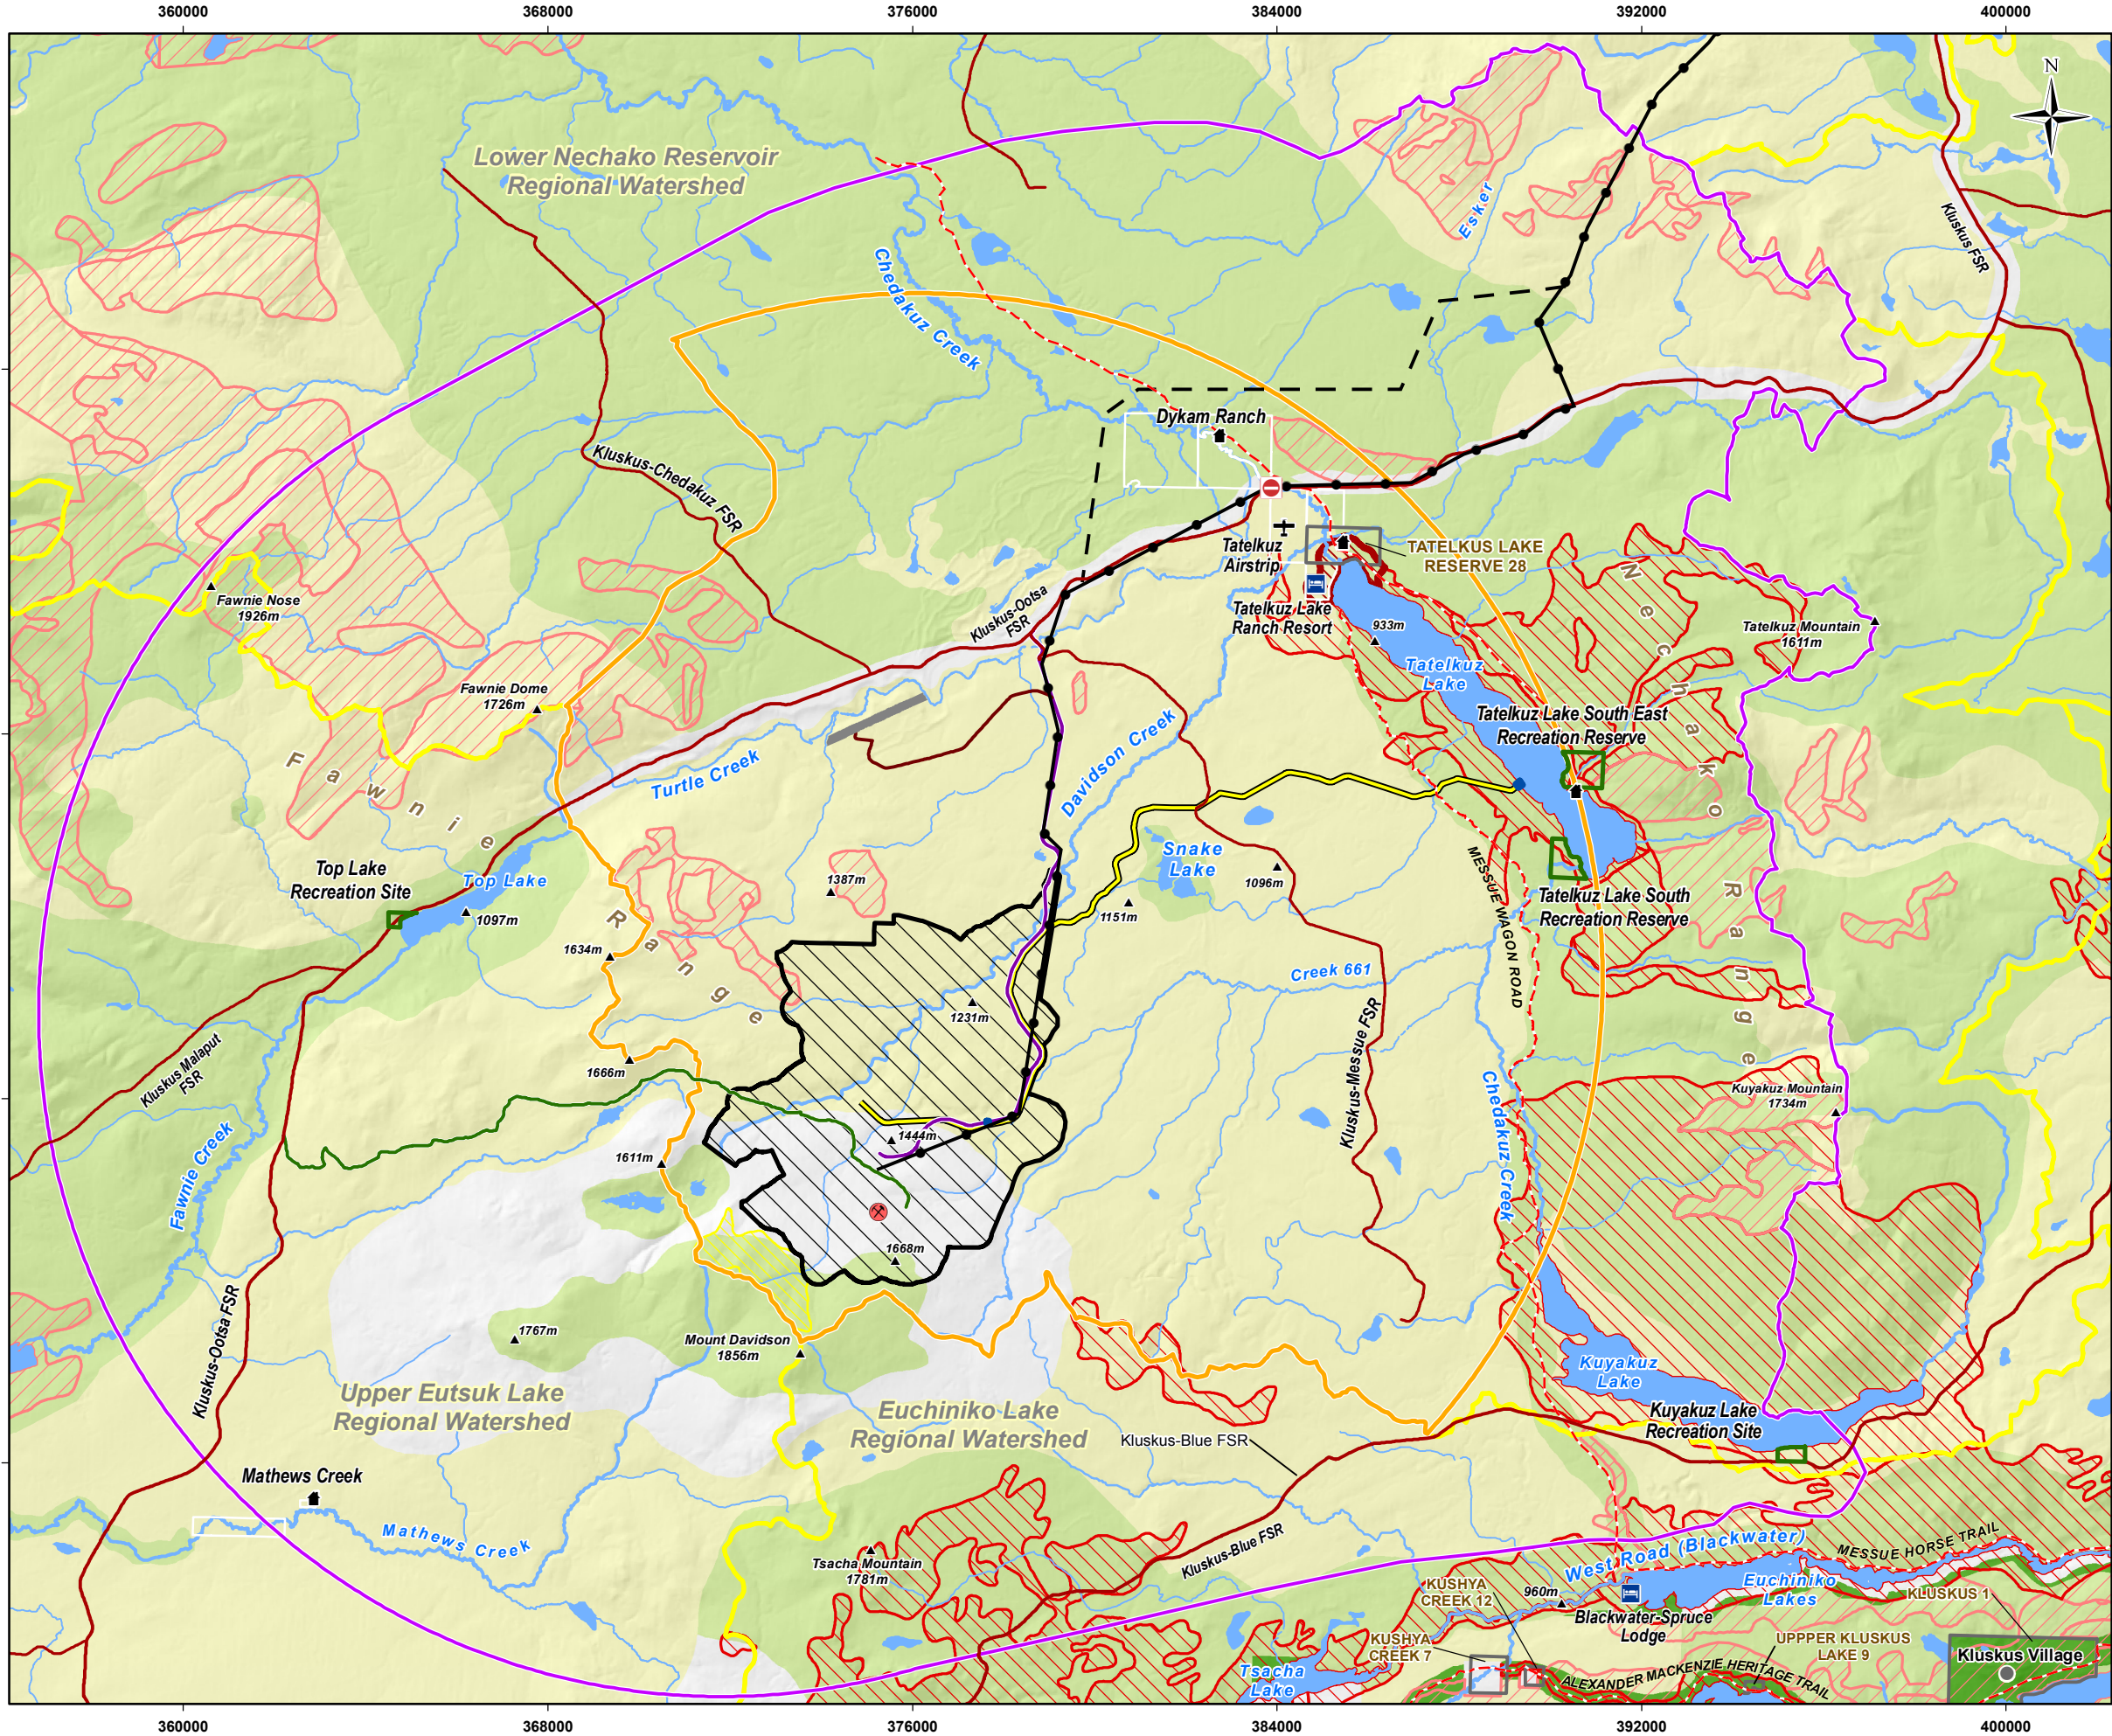 360000
368000
376000
384000
392000
400000
N
Lower Nechako Reservoir
Regional Watershed
Esker
Kluskus FSR
Chedakuz Creek
Dykam Ranch
Kluskus-Chedakuz FSR
Tatelkuz
Airstrip
TATELKUS LAKE
RESERVE 28
Fawnie Nose
1926m
Kluskus-Ootsa
FSR
Tatelkuz Lake
Ranch Resort
933m
Tatelkuz Mountain
1611m
Tatelkuz
Lake
Fawnie Dome
1726m
Tatelkuz Lake South East
Recreation Reserve
Nechako Range
Fawnie Range
Turtle Creek
Davidson Creek
Top Lake
Recreation Site
Top Lake
1097m
1387m
Snake
Lake
1096m
1151m
MESSUE WAGON ROAD
Tatelkuz Lake South
Recreation Reserve
1634m
Creek 661
1231m
Kluskus Malaput
FSR
1666m
Kluskus-Messue FSR
Kuyakuz Mountain
1734m
Chedakuz Creek
1444m
1611m
Fawnie Creek
1668m
Kluskus-Ootsa FSR
1767m
Mount Davidson
1856m
Kuyakuz
Lake
Upper Eutsuk Lake
Regional Watershed
Euchiniko Lake
Regional Watershed
Kuyakuz Lake
Recreation Site
Kluskus-Blue FSR
Mathews Creek
Mathews Creek
Tsacha Mountain
1781m
Kluskus-Blue FSR
West Road (Blackwater)
MESSUE HORSE TRAIL
KUSHYA
CREEK 12
960m
Euchiniko
Lakes
KLUSKUS 1
Blackwater-Spruce
Lodge
KUSHYA
CREEK 7
UPPPER KLUSKUS
LAKE 9
Kluskus Village
Tsacha
Lake
ALEXANDER MACKENZIE HERITAGE TRAIL
360000
368000
376000
384000
392000
400000